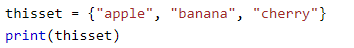 thisset = {"apple", "banana", "cherry"}
print(thisset)